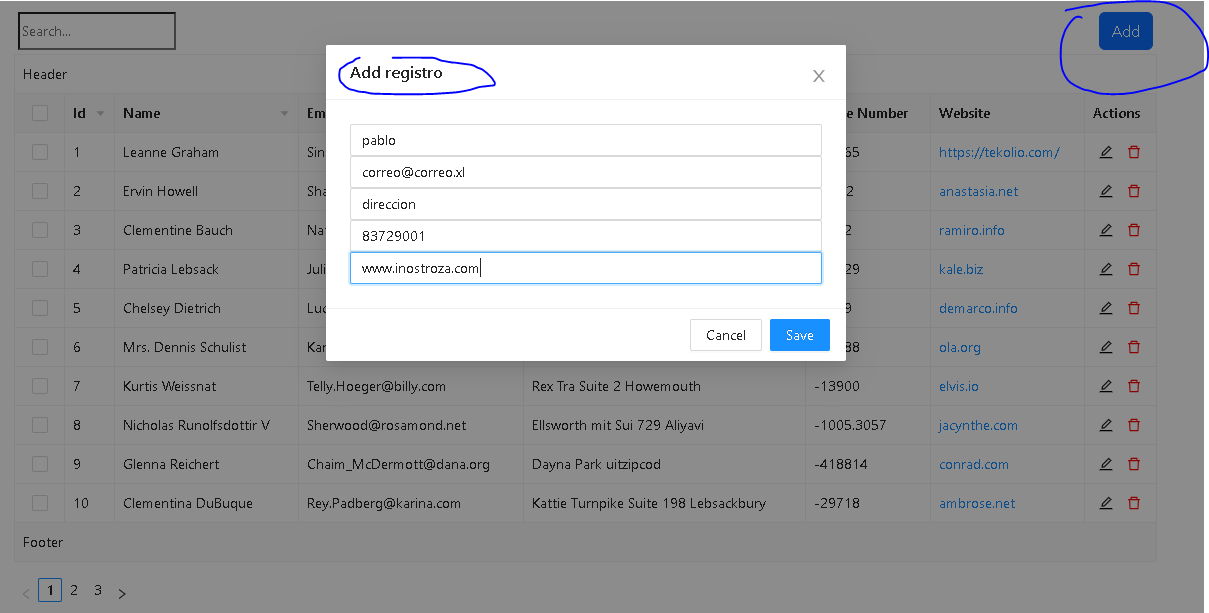 Search...
Add
Header
Add registro
Id Name Em e Number Website Actions
pablo
correo@correo.xl
direccion
83729001
www.inostroza.com
Cancel Save
1 Leanne Graham Sin 65 https://tekolio.com/
2 Ervin Howell Sha 2 anastasia.net
3 Clementine Bauch Nat 2 ramiro.info
4 Patricia Lebsack Juli 29 kale.biz
5 Chelsey Dietrich Luc 9 demarco.info
6 Mrs. Dennis Schulist Kar 88 ola.org
7 Kurtis Weissnat Telly.Hoeger@billy.com Rex Tra Suite 2 Howemouth -13900 elvis.io
8 Nicholas Runolfsdottir V Sherwood@rosamond.net Ellsworth mit Sui 729 Aliyavi -1005.3057 jacynthe.com
9 Glenna Reichert Chaim_McDermott@dana.org Dayna Park uitzipcod -418814 conrad.com
10 Clementina DuBuque Rey.Padberg@karina.com Kattie Turnpike Suite 198 Lebsackbury -29718 ambrose.net
Footer
1 2 3